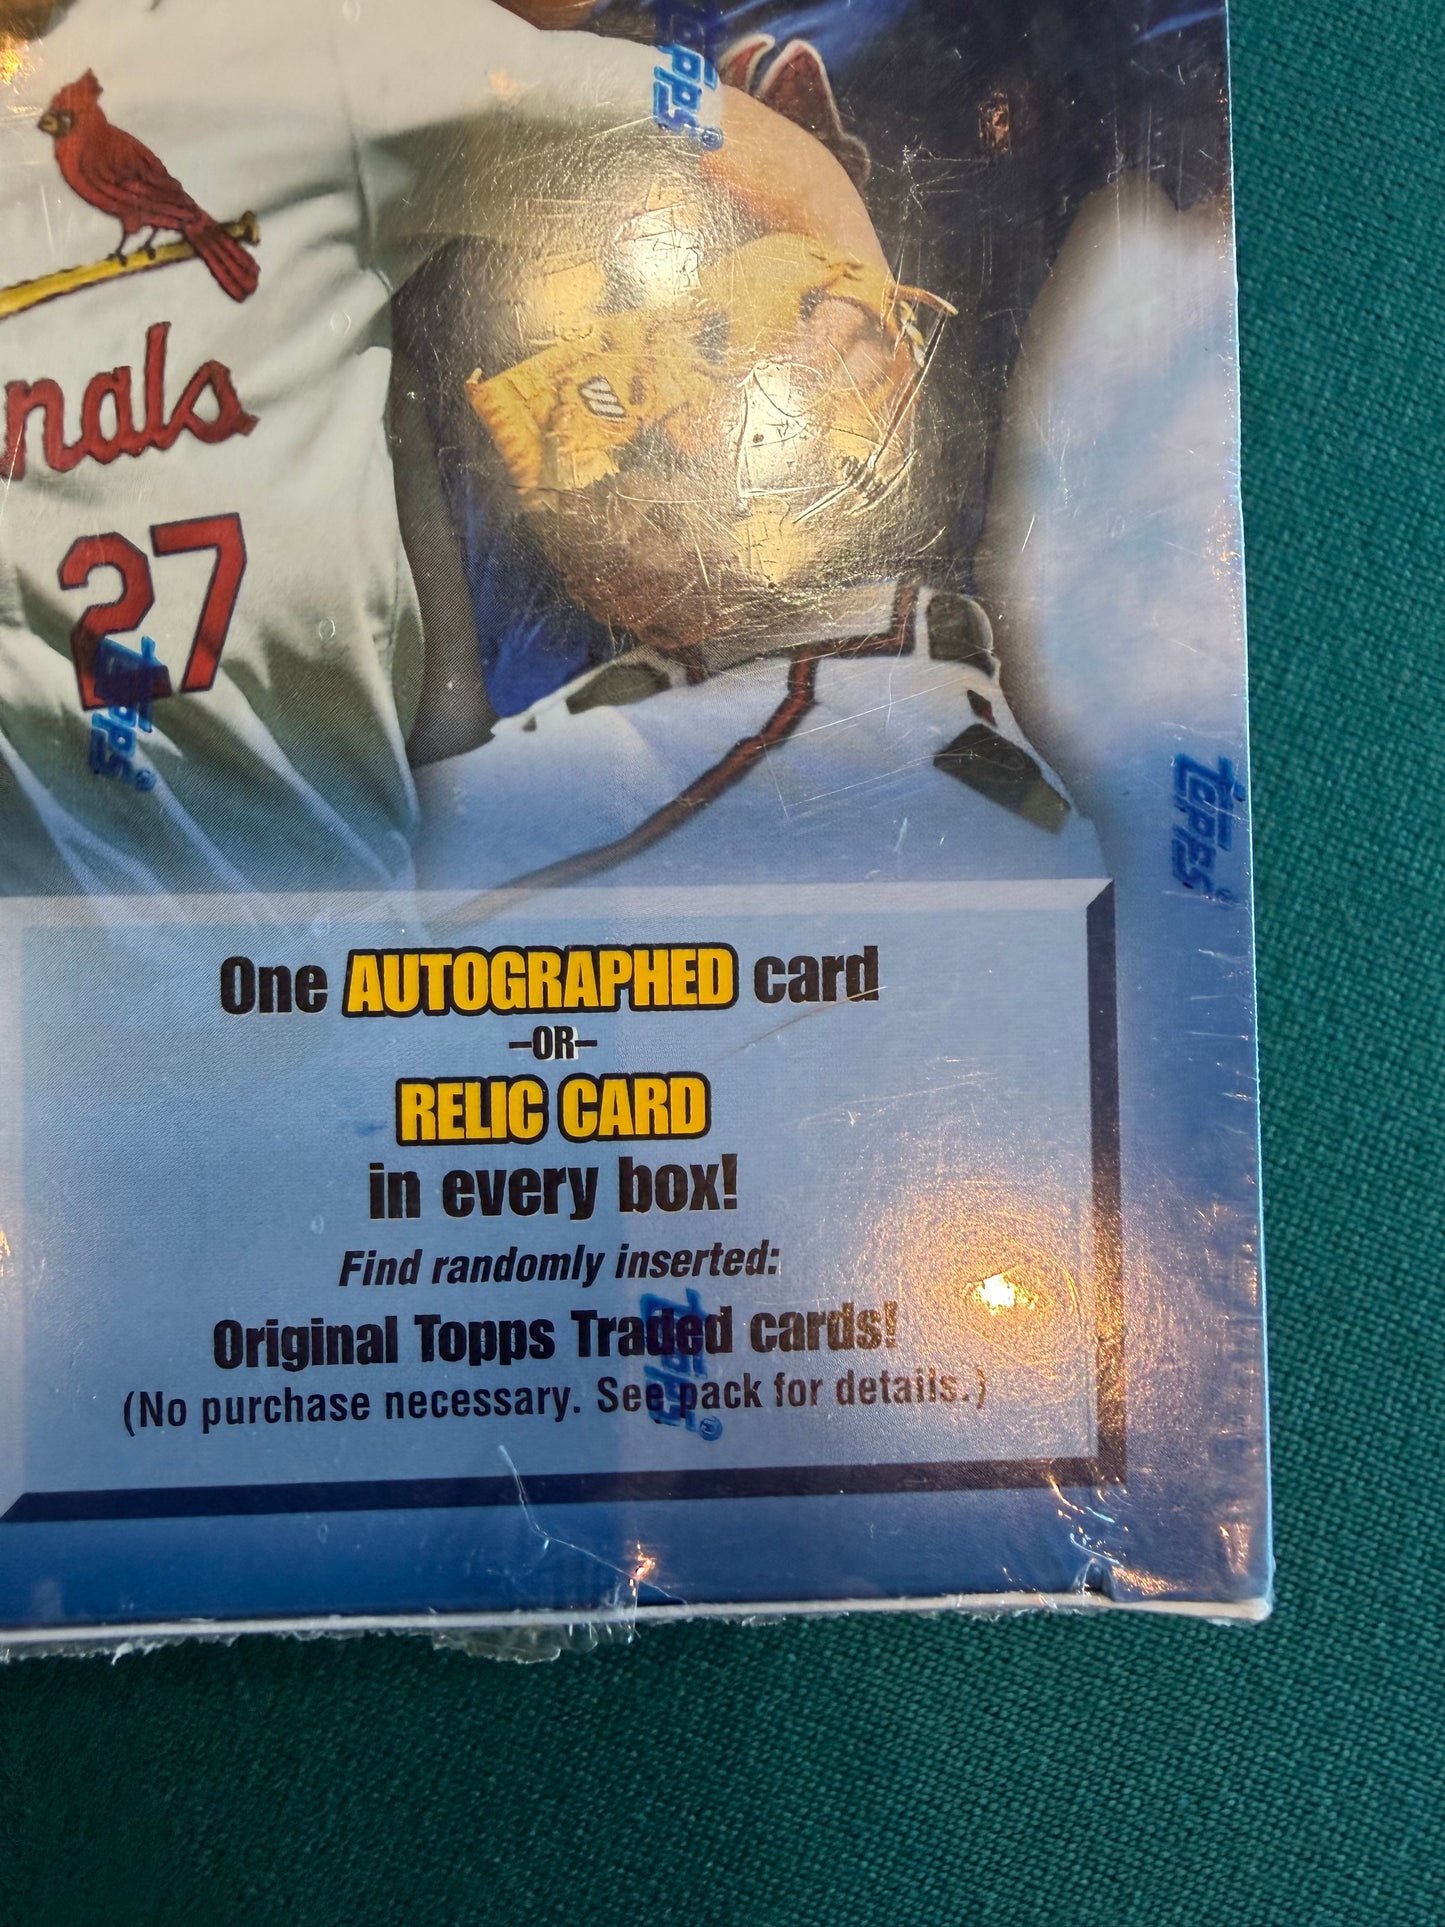 Topps®
nals
27
Topps®
Topps®
One AUTOGRAPHED card
–OR–
RELIC CARD
in every box!
Find randomly inserted:
Original Topps Traded cards!
(No purchase necessary. See pack for details.)
Topps®